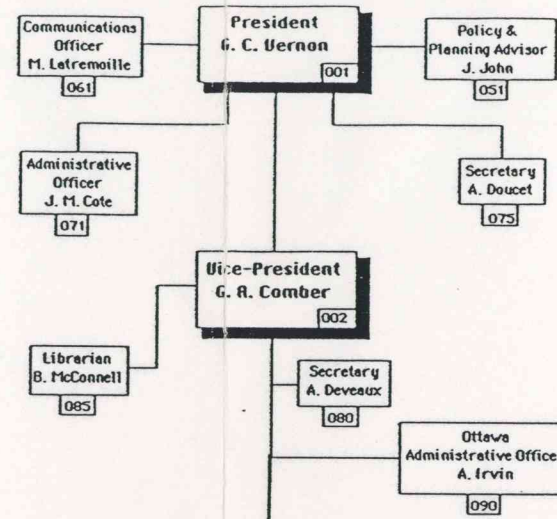 Communications
Officer
M. Latremoille
061
President
G. C. Vernon
001
Policy &
Planning Advisor
J. John
051
Administrative
Officer
J. M. Cote
071
Secretary
A. Doucet
075
Vice-President
G. A. Comber
002
Librarian
B. McConnell
085
Secretary
A. Deveaux
080
Ottawa
Administrative Office
A. Irvin
090